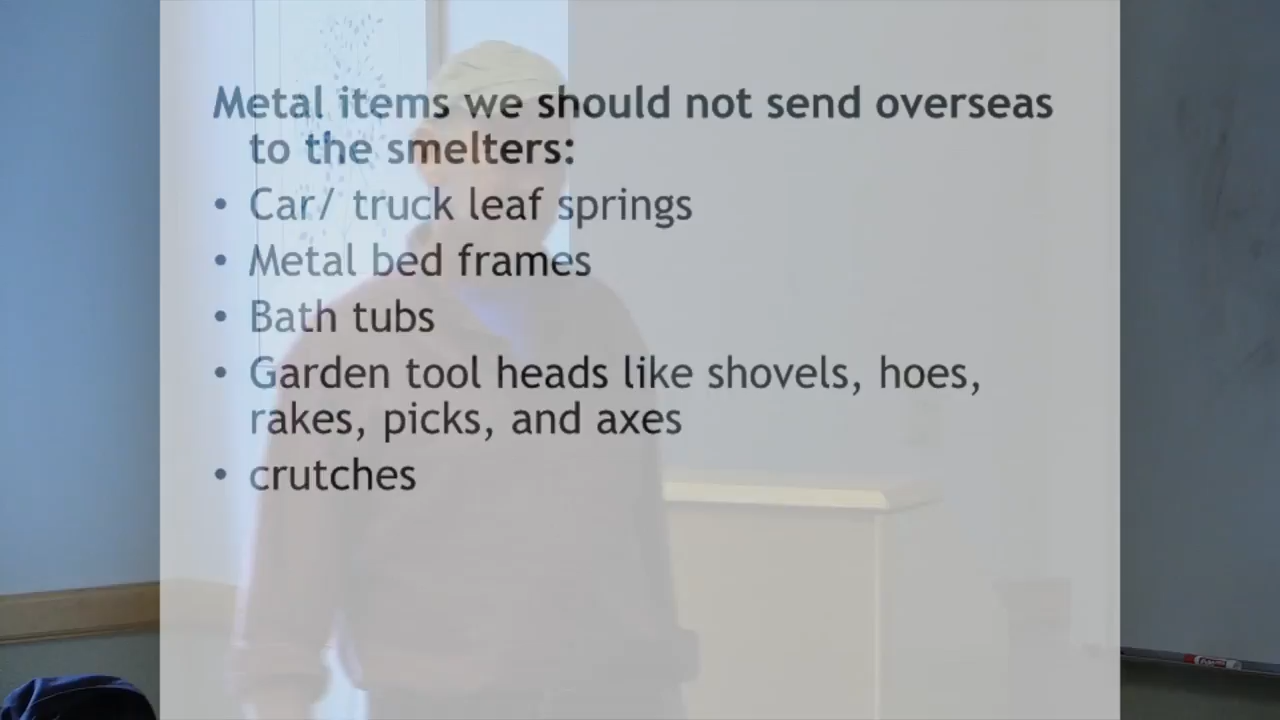 Metal items we should not send overseas
to the smelters:
• Car/ truck leaf springs
• Metal bed frames
• Bath tubs
• Garden tool heads like shovels, hoes,
rakes, picks, and axes
• crutches